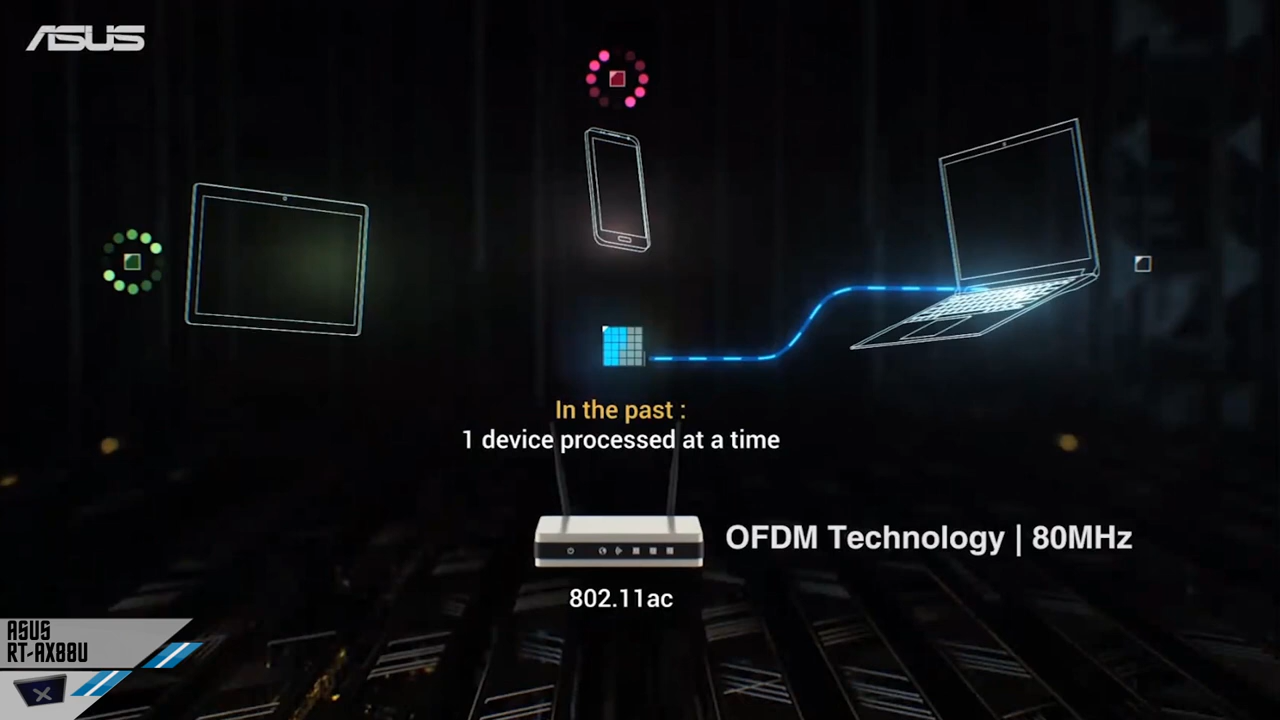 ASUS
In the past :
1 device processed at a time
OFDM Technology | 80MHz
802.11ac
ASUS
RT-AX88U